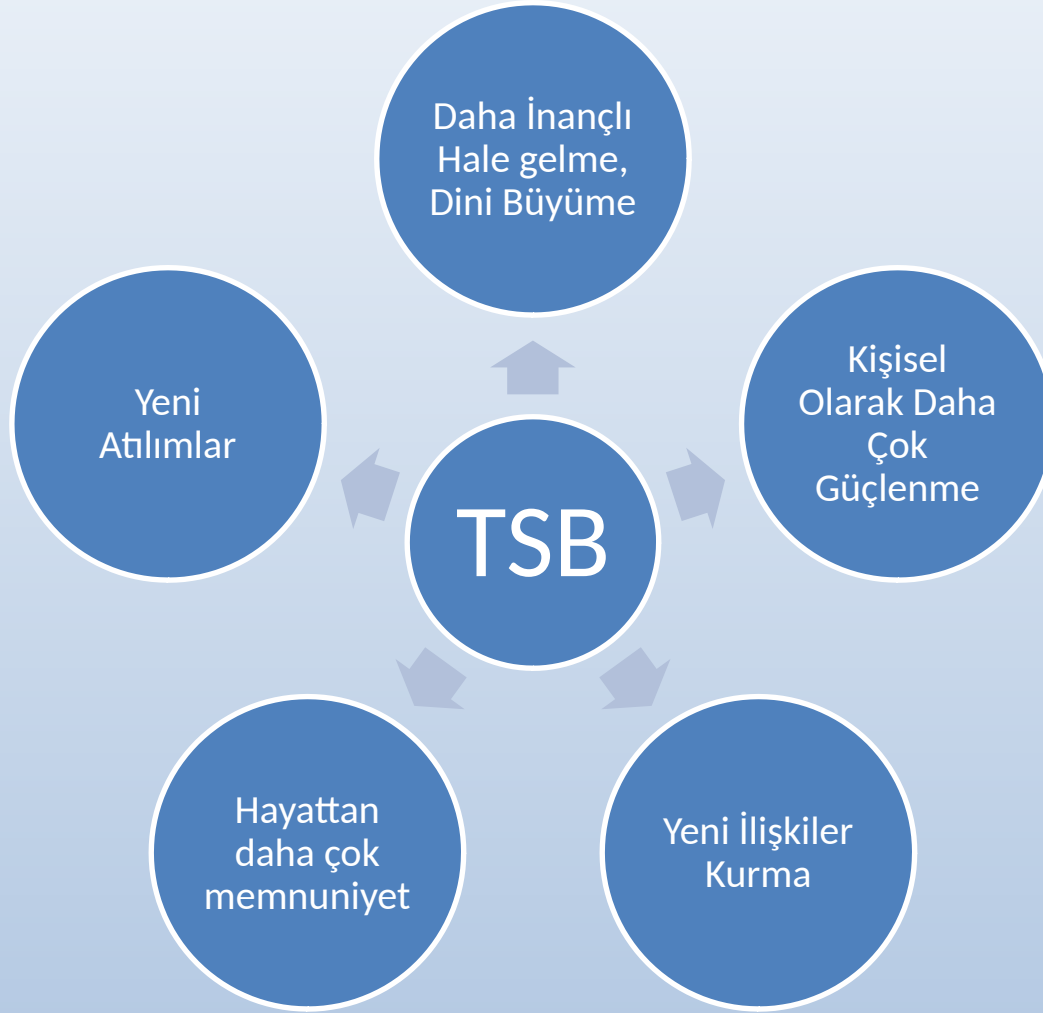 Daha İnançlı
Hale gelme,
Dini Büyüme
Kişisel
Olarak Daha
Çok
Güçlenme
Yeni İlişkiler
Kurma
Hayattan
daha çok
memnuniyet
Yeni
Atılımlar
TSB